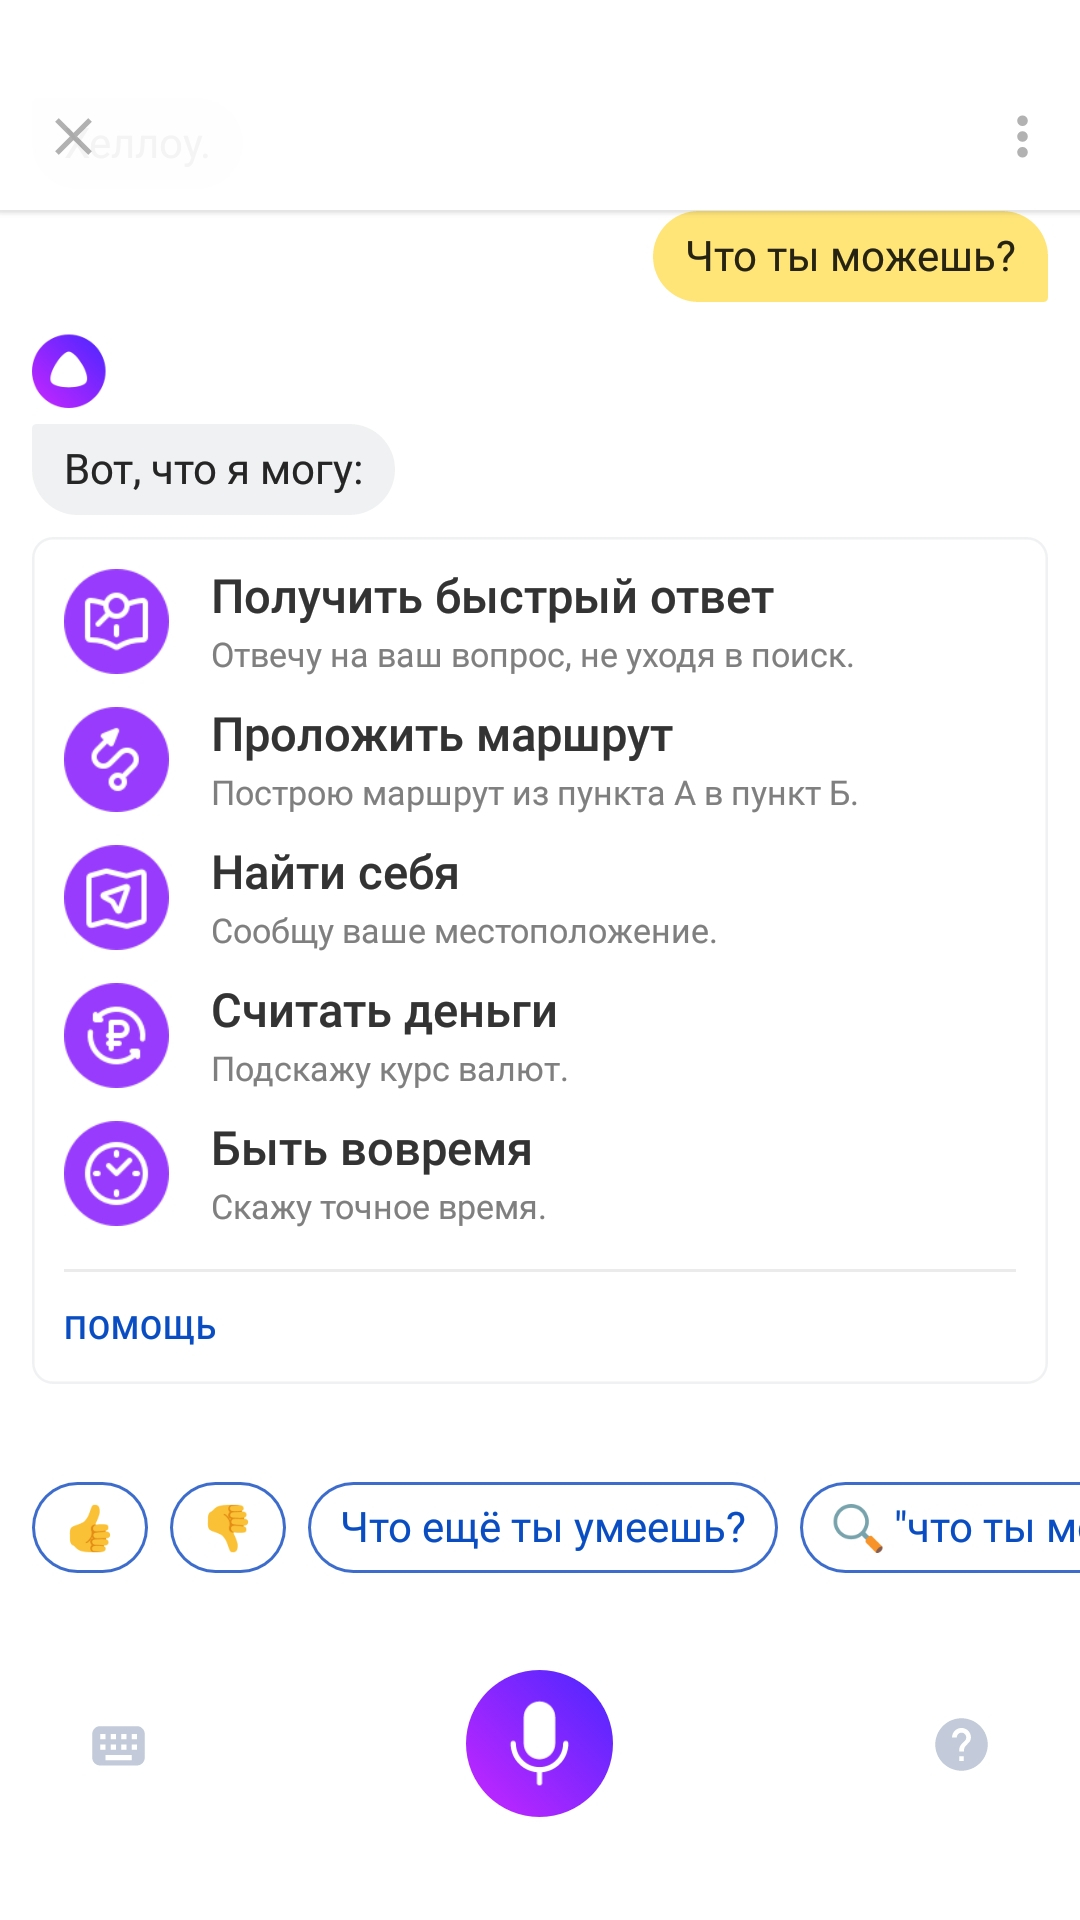 еллоу.
Что ты можешь?
Вот, что я могу:
Получить быстрый ответ
Отвечу на ваш вопрос, не уходя в поиск.
Проложить маршрут
Построю маршрут из пункта А в пункт Б.
Найти себя
Сообщу ваше местоположение.
Считать деньги
Подскажу курс валют.
Быть вовремя
Скажу точное время.
ПОМОЩЬ
Что ещё ты умеешь?
"что ты м